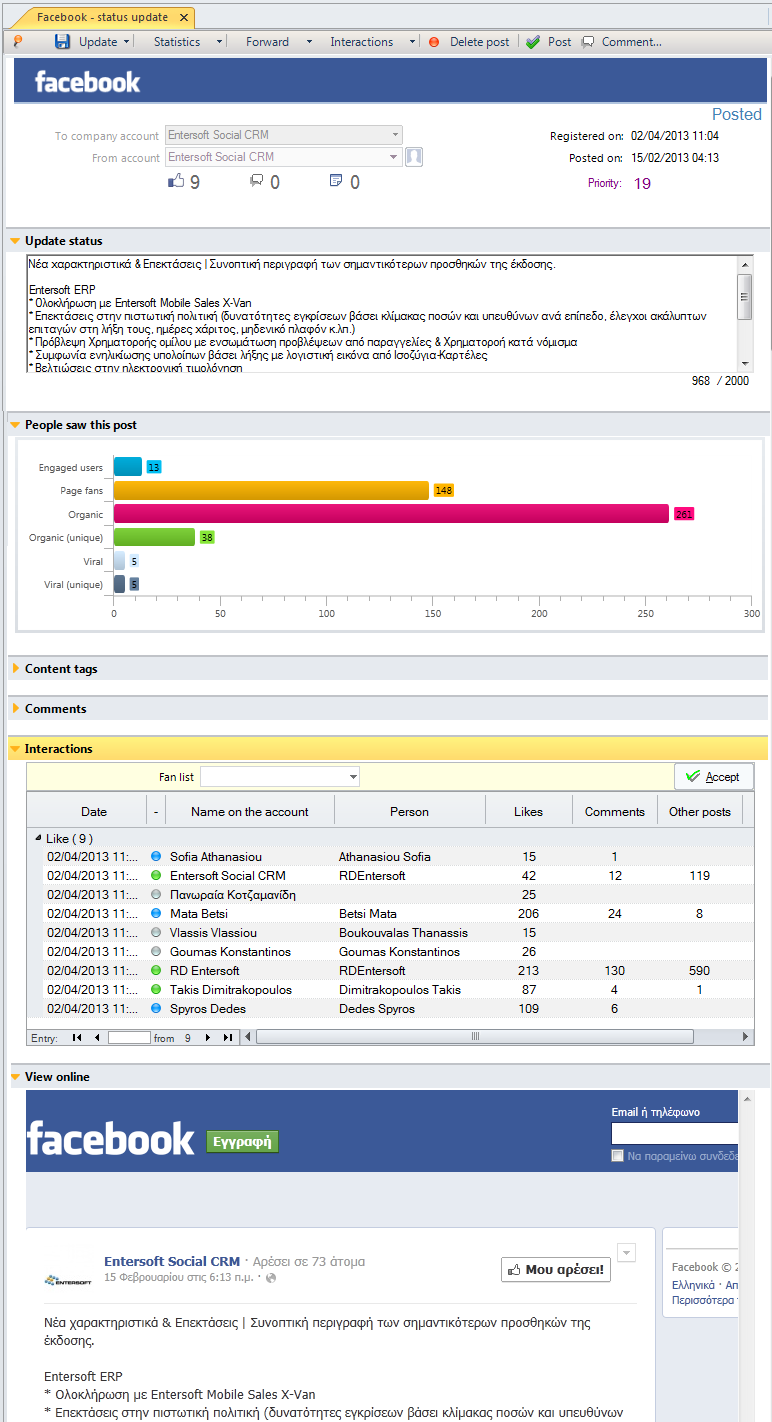 Facebook - status update
Update Statistics Forward Interactions Delete post Post Comment...
facebook
Posted
To company account Entersoft Social CRM Registered on: 02/04/2013 11:04
From account Entersoft Social CRM Posted on: 15/02/2013 04:13
9 0 0 Priority: 19
Update status
Νέα χαρακτηριστικά & Επεκτάσεις | Συνοπτική περιγραφή των σημαντικότερων προσθηκών της έκδοσης.
Entersoft ERP
* Ολοκλήρωση με Entersoft Mobile Sales X-Van
* Επεκτάσεις στην πιστωτική πολιτική (δυνατότητες εγκρίσεων βάσει κλίμακας ποσών και υπευθύνων ανά επίπεδο, έλεγχοι ακάλυπτων
επιταγών στη λήξη τους, ημέρες χάριτος, μηδενικό πλαφόν κ.λπ.)
* Πρόβλεψη Χρηματοροής ομίλου με ενσωμάτωση προβλέψεων από παραγγελίες & Χρηματοροή κατά νόμισμα
* Συμφωνία ενηλικίωσης υπολοίπων βάσει λήξης με λογιστική εικόνα από Ισοζύγια-Καρτέλες
* Βελτιώσεις στην ηλεκτρονική τιμολόγηση
968 / 2000
People saw this post
Engaged users 13
Page fans 148
Organic 261
Organic (unique) 38
Viral 5
Viral (unique) 5
0 50 100 150 200 250 300
Content tags
Comments
Interactions
Fan list Accept
Date - Name on the account Person Likes Comments Other posts
Like ( 9 )
02/04/2013 11:... Sofia Athanasiou Athanasiou Sofia 15 1
02/04/2013 11:... Entersoft Social CRM RDEntersoft 42 12 119
02/04/2013 11:... Πανωραία Κοτζαμανίδη 25
02/04/2013 11:... Mata Betsi Betsi Mata 206 24 8
02/04/2013 11:... Vlassis Vlassiou Boukouvalas Thanassis 15
02/04/2013 11:... Goumas Konstantinos Goumas Konstantinos 26
02/04/2013 11:... RD Entersoft RDEntersoft 213 130 590
02/04/2013 11:... Takis Dimitrakopoulos Dimitrakopoulos Takis 87 4 1
02/04/2013 11:... Spyros Dedes Dedes Spyros 109 6
Entry: from 9
View online
Email ή τηλέφωνο
facebook Εγγραφή
Να παραμείνω συνδεδε
Entersoft Social CRM · Αρέσει σε 73 άτομα
15 Φεβρουαρίου στις 6:13 π.μ. ·
ENTERSOFT
Μου αρέσει!
Facebook © 2
Ελληνικά · Απ
Περισσότερα
Νέα χαρακτηριστικά & Επεκτάσεις | Συνοπτική περιγραφή των σημαντικότερων προσθηκών της
έκδοσης.
Entersoft ERP
* Ολοκλήρωση με Entersoft Mobile Sales X-Van
* Επεκτάσεις στην πιστωτική πολιτική (δυνατότητες εγκρίσεων βάσει κλίμακας ποσών και υπευθύνων